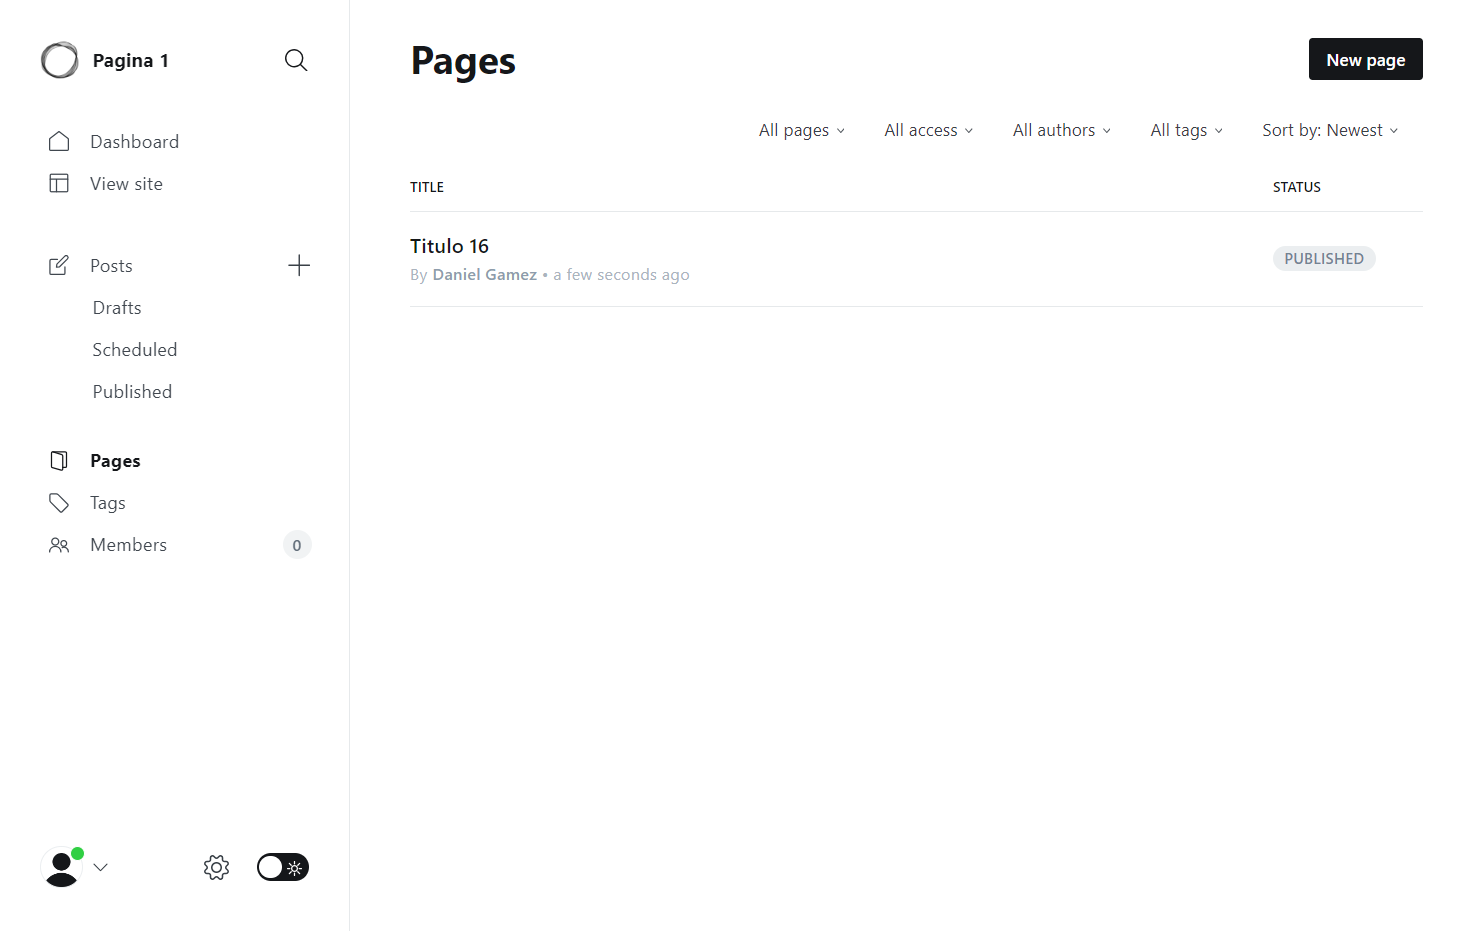 Pagina 1
Dashboard
View site
Posts
Drafts
Scheduled
Published
Pages
Tags
Members 0
Pages
New page
All pages All access All authors All tags Sort by: Newest
TITLE STATUS
Titulo 16
By Daniel Gamez • a few seconds ago
PUBLISHED